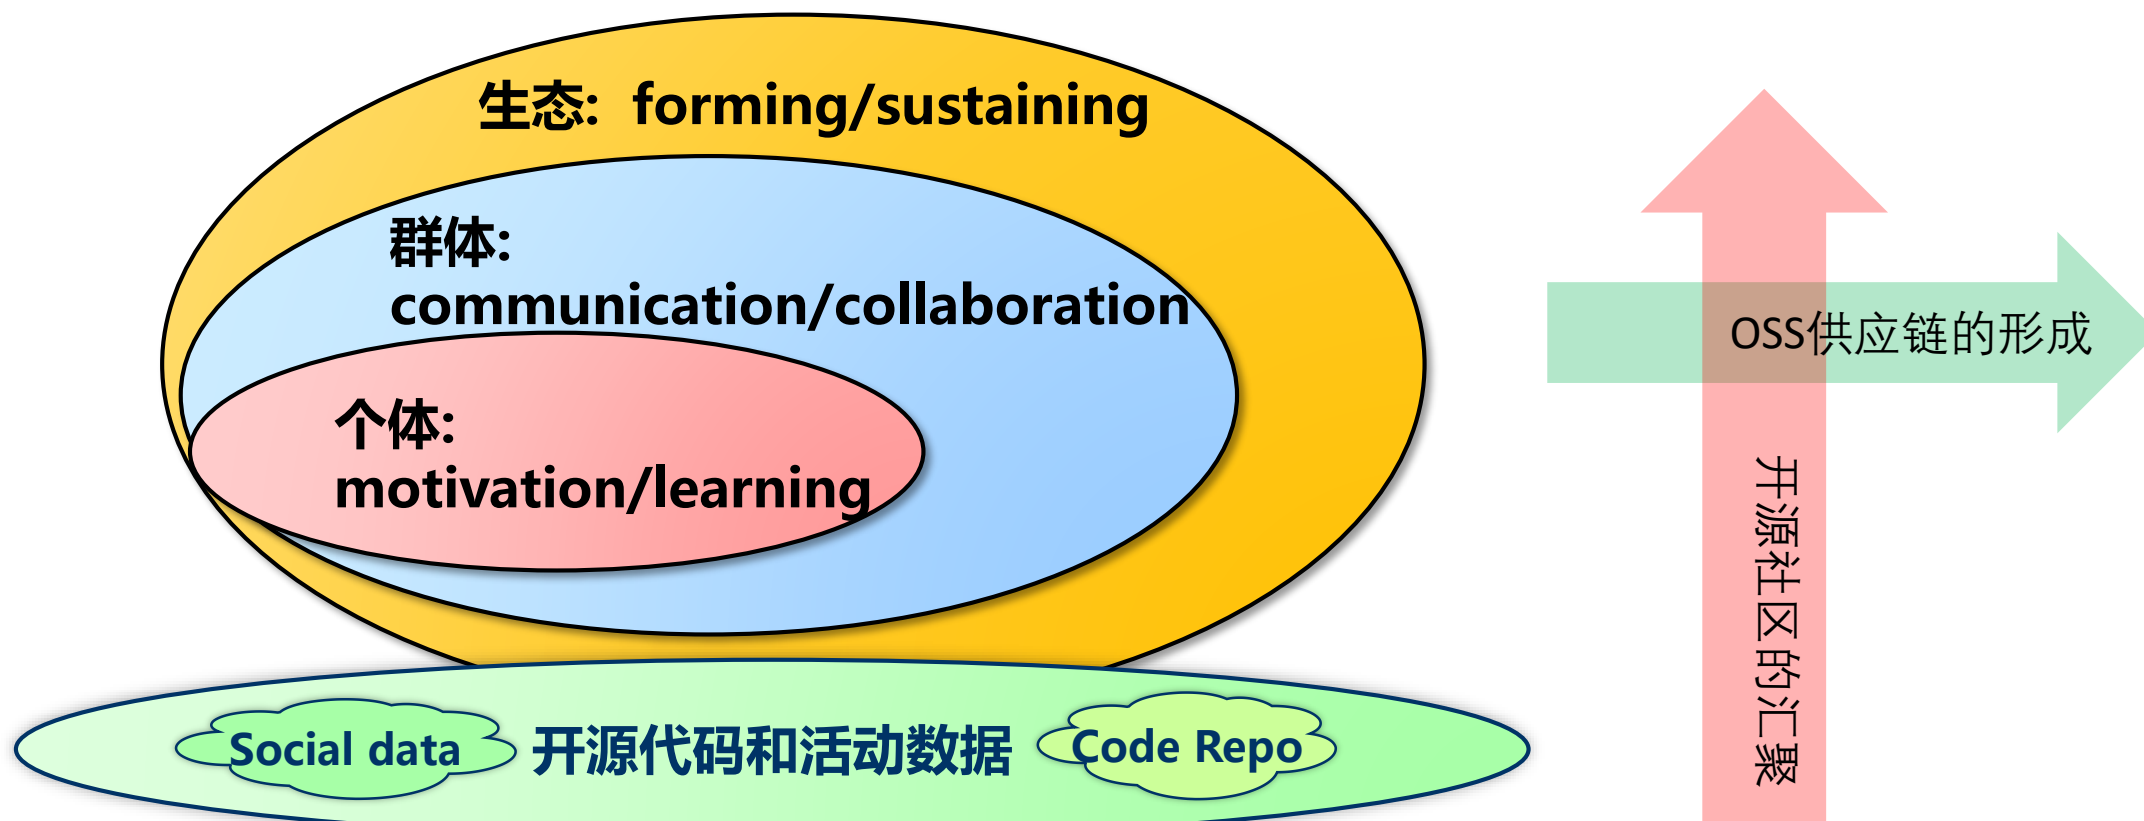 生态: forming/sustaining
群体:
communication/collaboration
个体:
motivation/learning
Social data
开源代码和活动数据
Code Repo
OSS供应链的形成
开源社区的汇聚